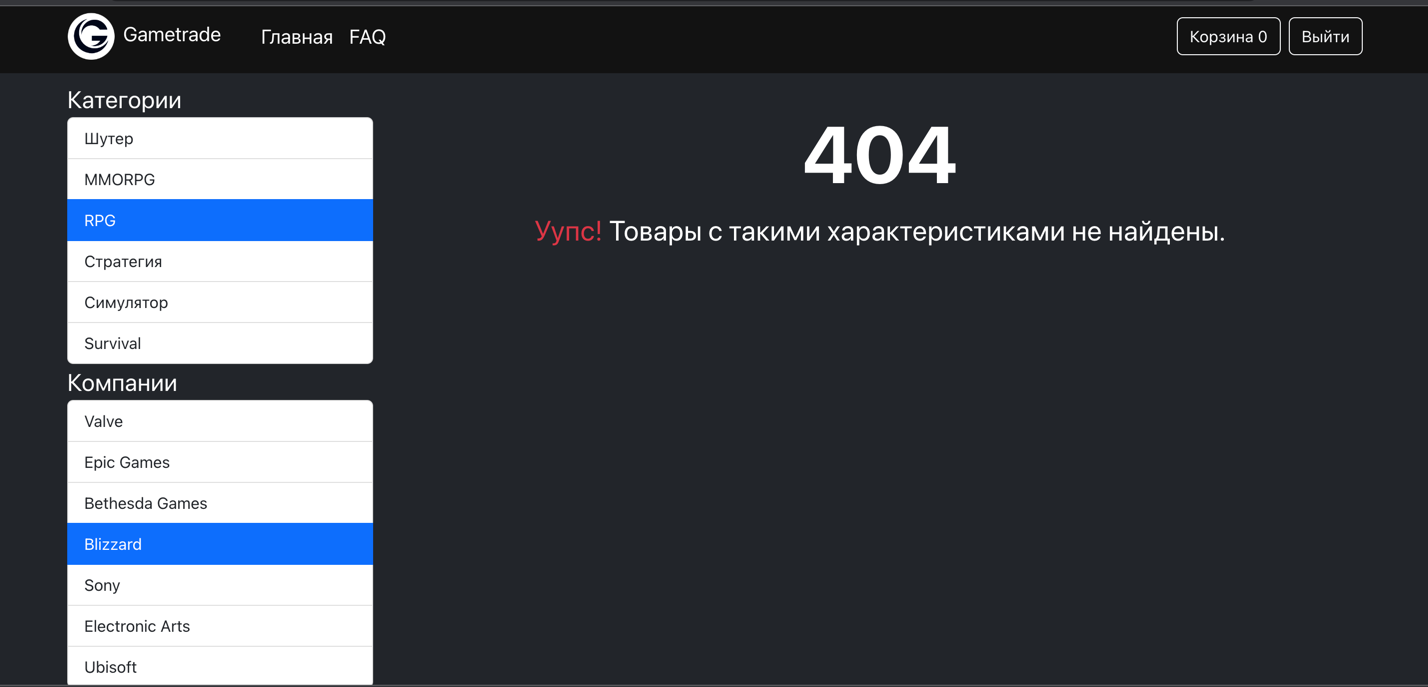 Gametrade
Главная
FAQ
Корзина 0
Выйти
Категории
Шутер
MMORPG
RPG
Стратегия
Симулятор
Survival
Компании
Valve
Epic Games
Bethesda Games
Blizzard
Sony
Electronic Arts
Ubisoft
404
Уупс! Товары с такими характеристиками не найдены.